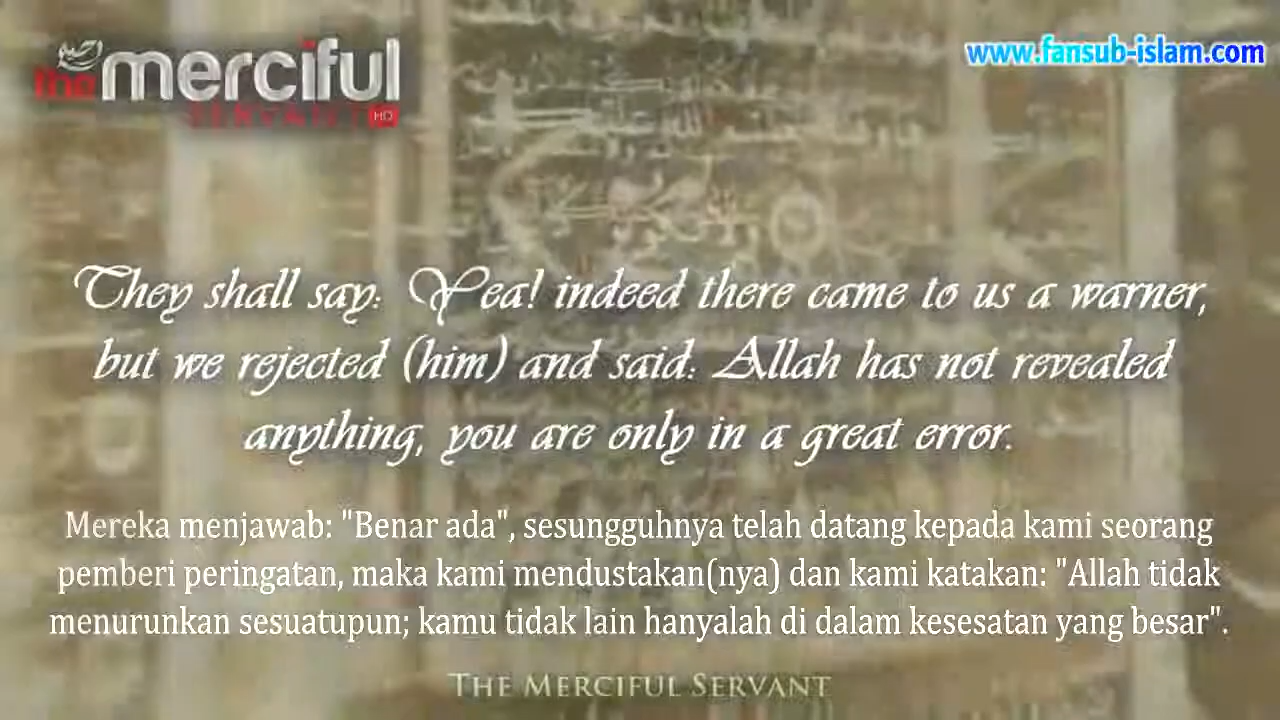 the merciful
SERVANT HD
www.fansub-islam.com
They shall say: Yea! indeed there came to us a warner,
but we rejected (him) and said: Allah has not revealed
anything, you are only in a great error.
Mereka menjawab: "Benar ada", sesungguhnya telah datang kepada kami seorang
pemberi peringatan, maka kami mendustakan(nya) dan kami katakan: "Allah tidak
menurunkan sesuatupun; kamu tidak lain hanyalah di dalam kesesatan yang besar".
THE MERCIFUL SERVANT